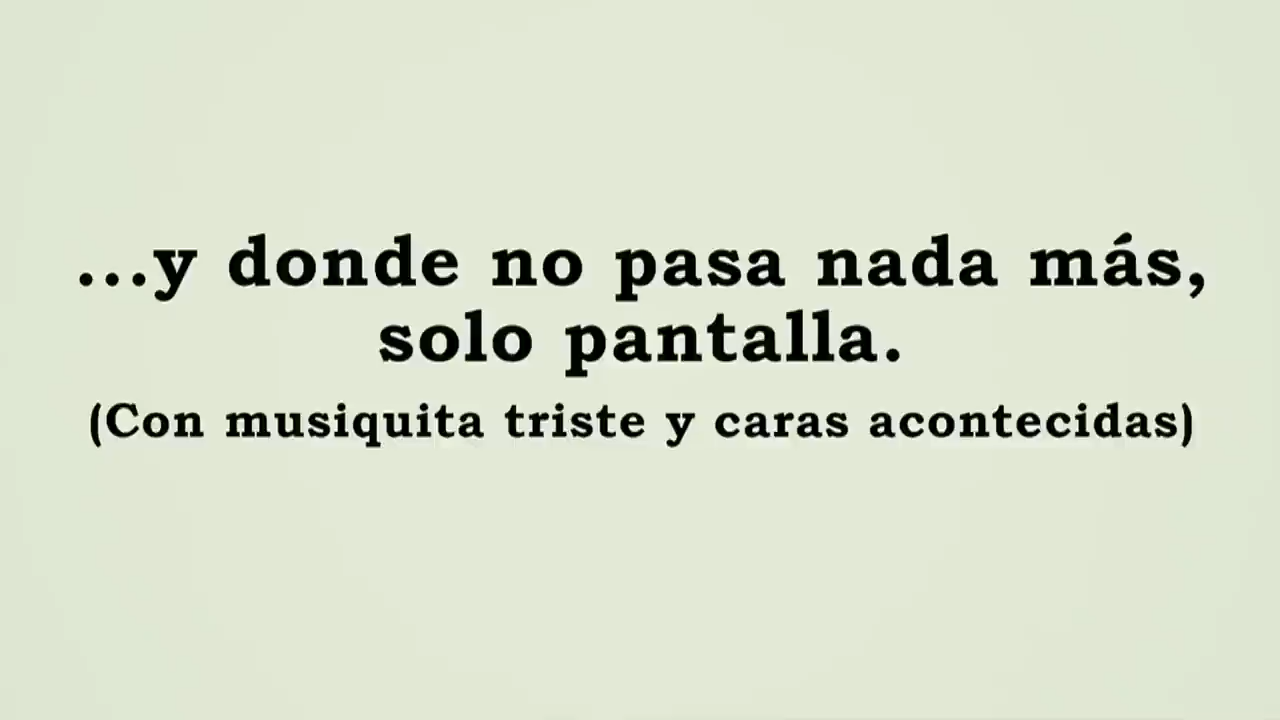 ...y donde no pasa nada más,
solo pantalla.
(Con musiquita triste y caras acontecidas)